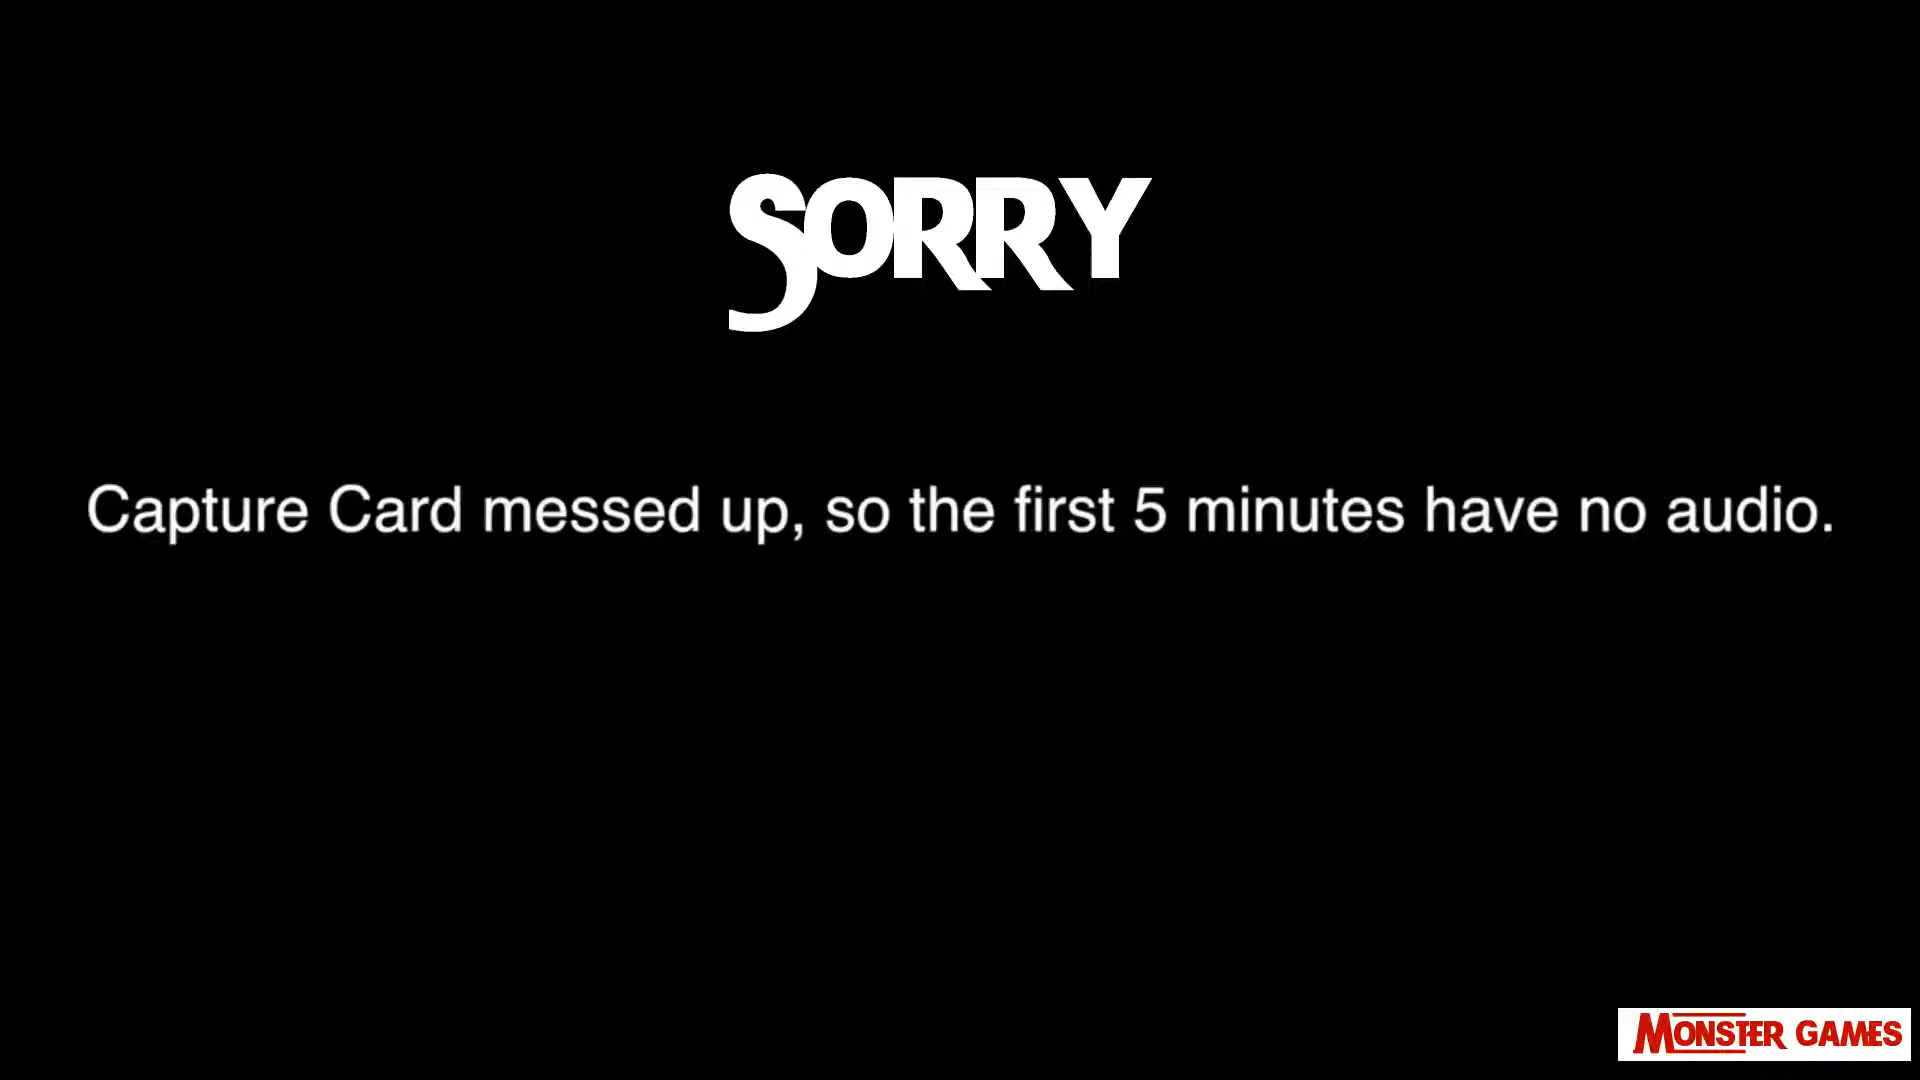 SORRY
Capture Card messed up, so the first 5 minutes have no audio.
MONSTER GAMES